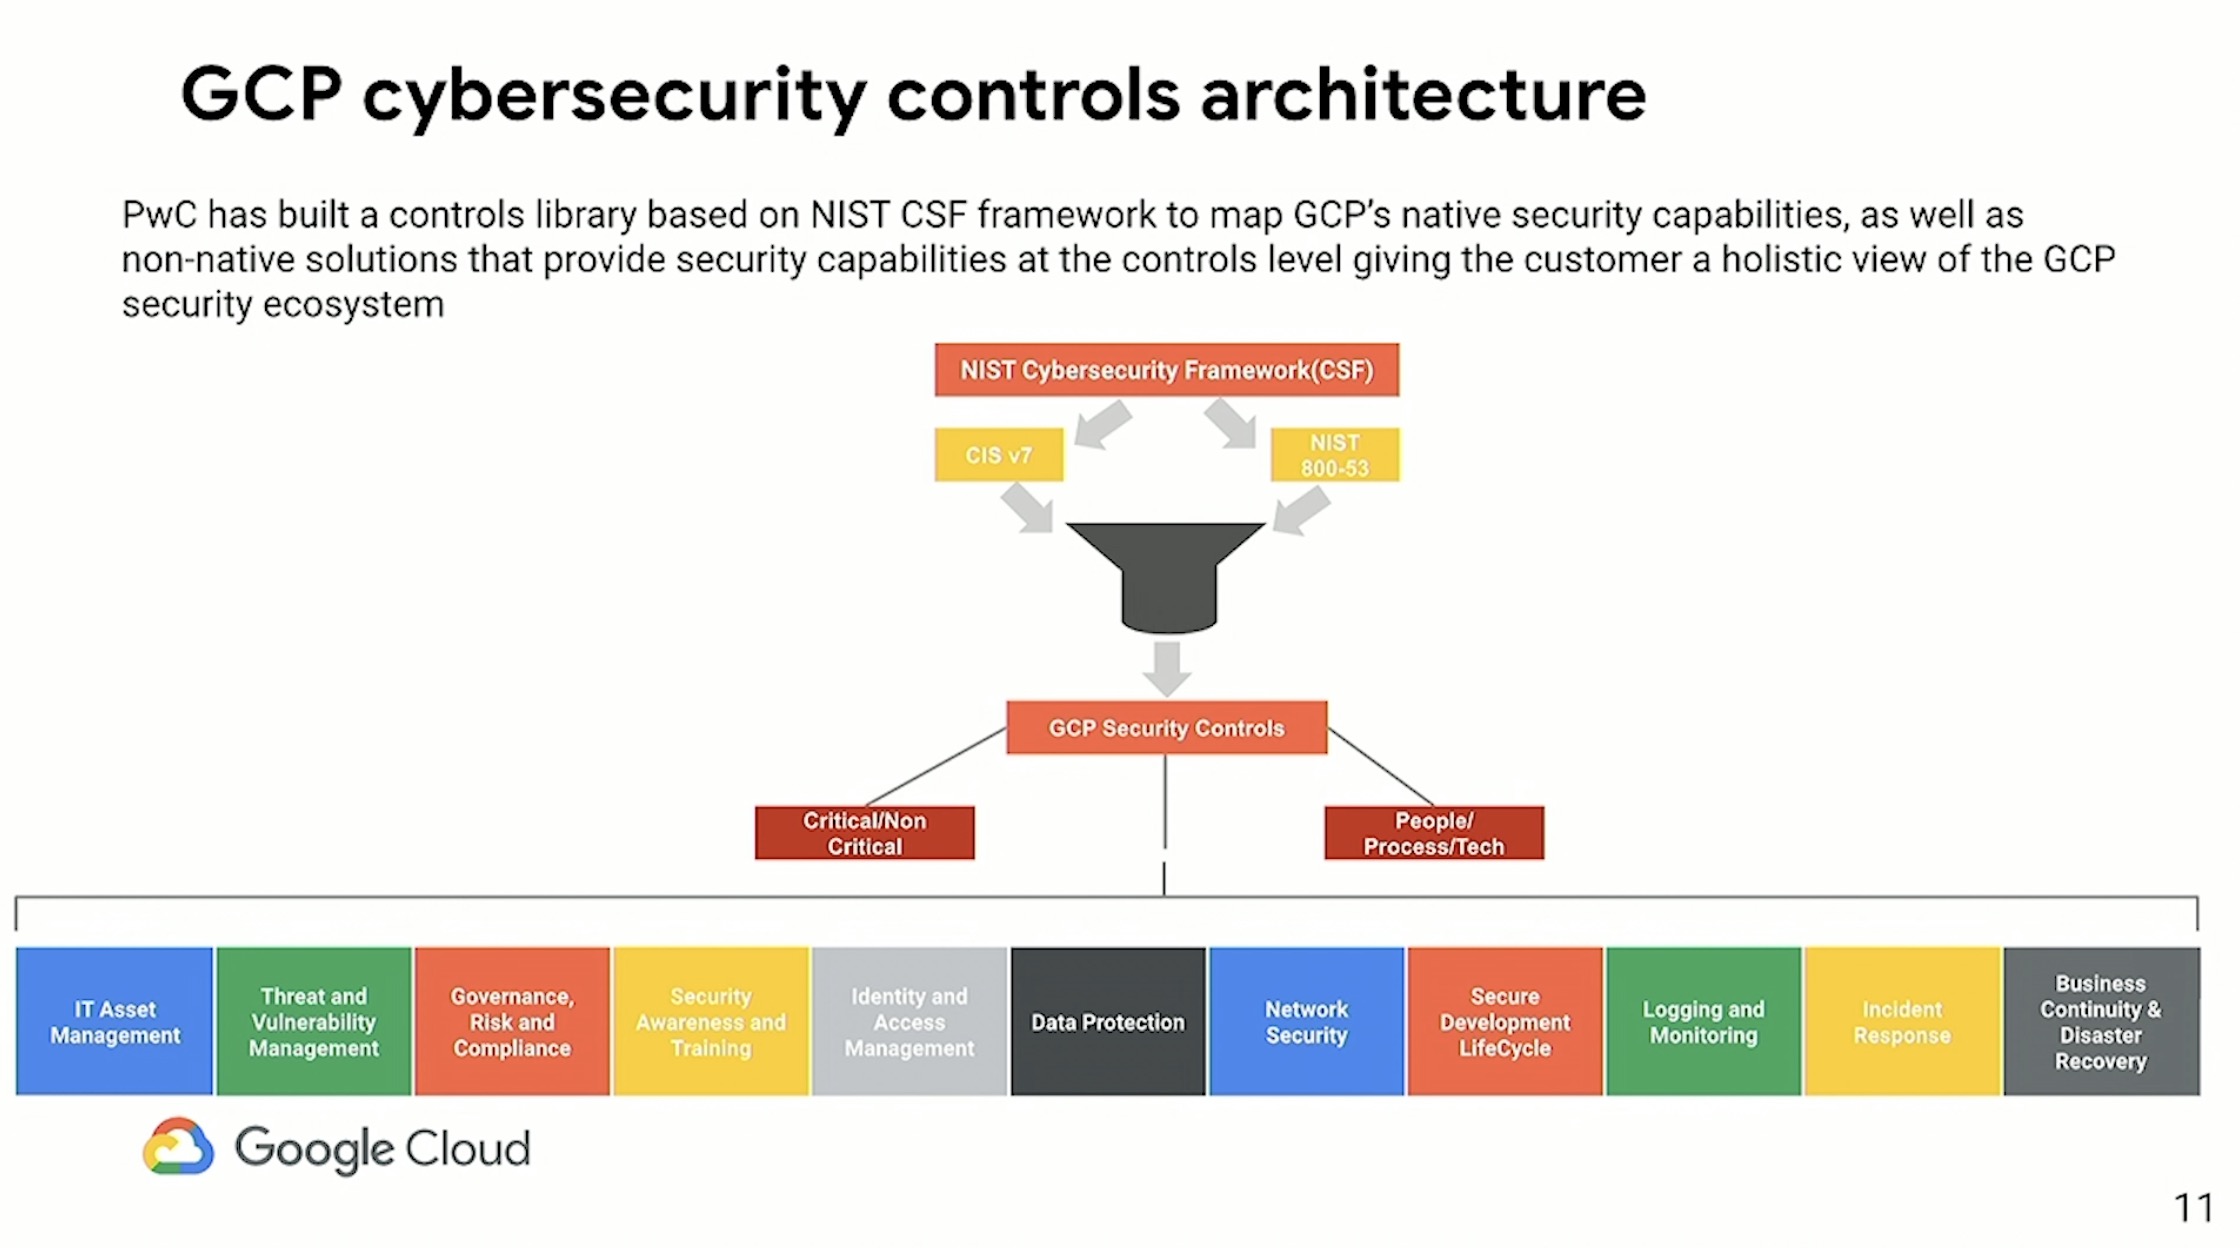 GCP cybersecurity controls architecture
PwC has built a controls library based on NIST CSF framework to map GCP's native security capabilities, as well as
non-native solutions that provide security capabilities at the controls level giving the customer a holistic view of the GCP
security ecosystem
NIST Cybersecurity Framework(CSF)
CIS v7
NIST
800-53
GCP Security Controls
Critical/Non
Critical
People/
Process/Tech
IT Asset
Management
Threat and
Vulnerability
Management
Governance,
Risk and
Compliance
Security
Awareness and
Training
Identity and
Access
Management
Data Protection
Network
Security
Secure
Development
LifeCycle
Logging and
Monitoring
Incident
Response
Business
Continuity &
Disaster
Recovery
Google Cloud
11